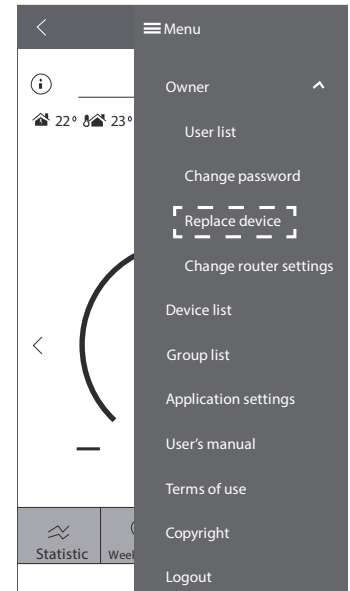 Menu
Owner
User list
Change password
Replace device
Change router settings
Device list
Group list
Application settings
User's manual
Terms of use
Copyright
Logout
22° 23°
Statistic